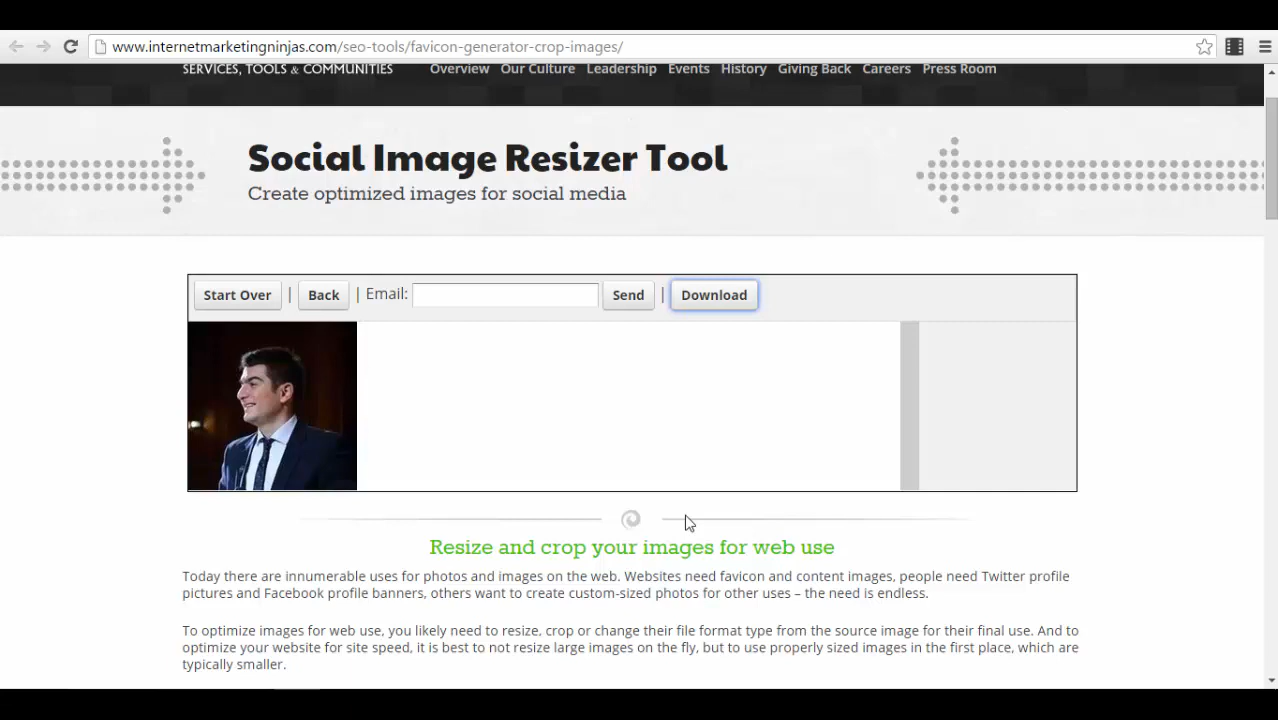 www.internetmarketingninjas.com/seo-tools/favicon-generator-crop-images/
SERVICES, TOOLS & COMMUNITIES Overview Our Culture Leadership Events History Giving Back Careers Press Room
Social Image Resizer Tool
Create optimized images for social media
Start Over | Back | Email: Send | Download
Resize and crop your images for web use
Today there are innumerable uses for photos and images on the web. Websites need favicon and content images, people need Twitter profile
pictures and Facebook profile banners, others want to create custom-sized photos for other uses – the need is endless.
To optimize images for web use, you likely need to resize, crop or change their file format type from the source image for their final use. And to
optimize your website for site speed, it is best to not resize large images on the fly, but to use properly sized images in the first place, which are
typically smaller.